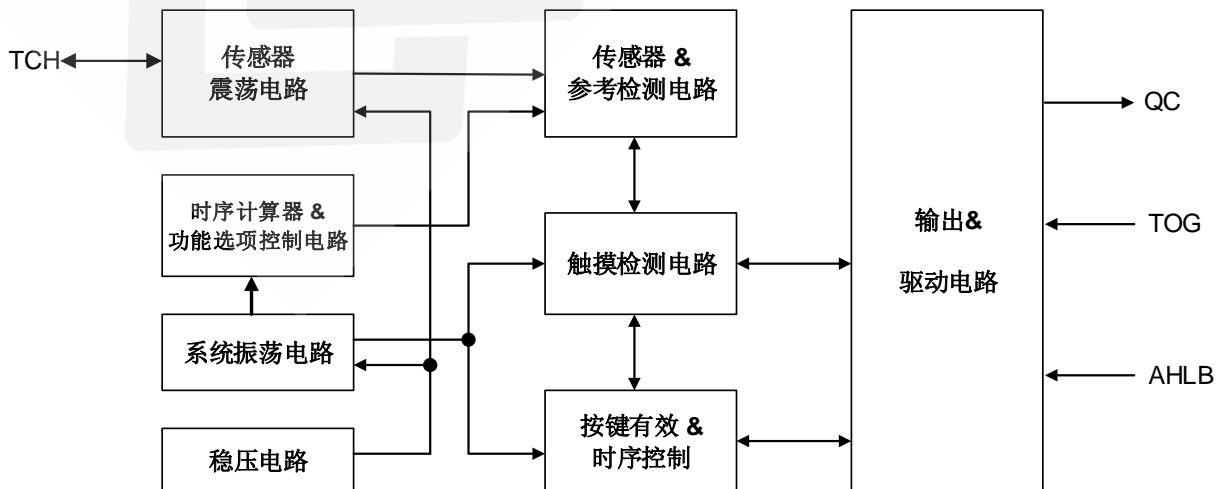 TCH
传感器
震荡电路
传感器 &
参考检测电路
QC
时序计算器 &
功能选项控制电路
触摸检测电路
输出&
驱动电路
TOG
系统振荡电路
AHLB
稳压电路
按键有效 &
时序控制